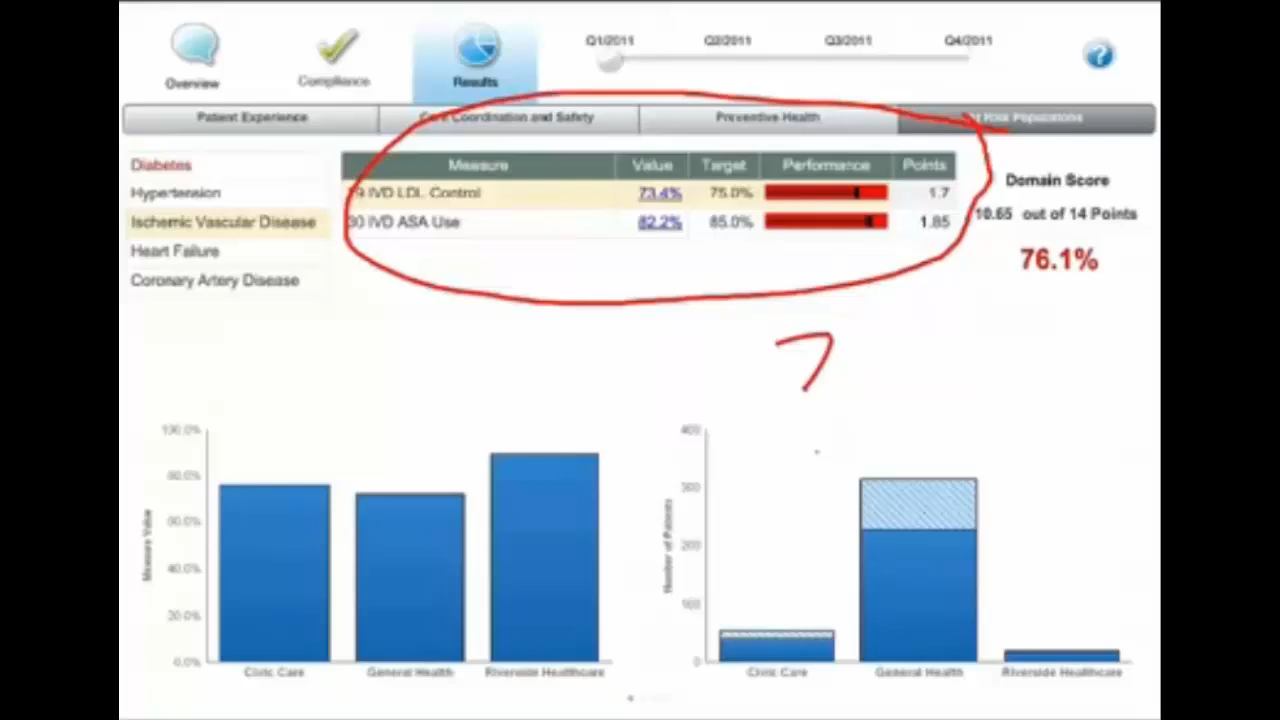 Q1/2011 Q2/2011 Q3/2011 Q4/2011
Overview Compliance Results
Patient Experience Care Coordination and Safety Preventive Health At Risk Populations
Diabetes
Hypertension
Ischemic Vascular Disease
Heart Failure
Coronary Artery Disease
Measure Value Target Performance Points
29 IVD LDL Control 73.4% 75.0% 1.7
30 IVD ASA Use 82.2% 85.0% 1.85
Domain Score
10.65 out of 14 Points
76.1%
100.0%
80.0%
60.0%
40.0%
20.0%
0.0%
Measure Value
Clinic Care General Health Riverside Healthcare
400
300
200
100
0
Number of Patients
Clinic Care General Health Riverside Healthcare